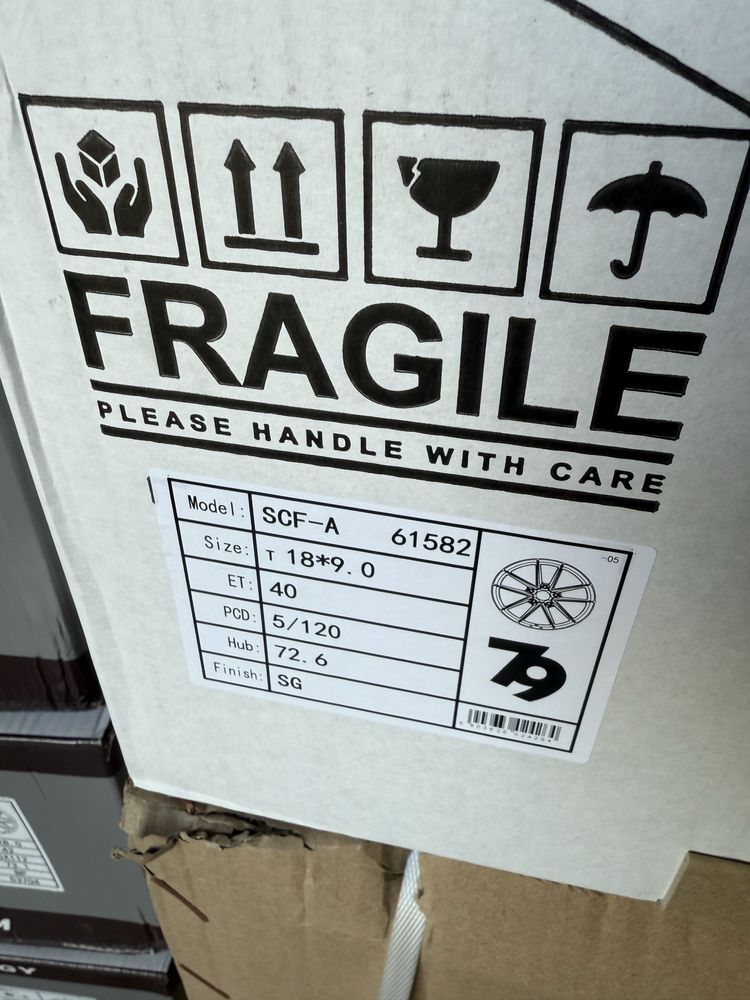 FRAGILE
PLEASE HANDLE WITH CARE
Model: SCF-A 61582
Size: T 18*9.0
ET: 40
PCD: 5/120
Hub: 72.6
Finish: SG
-05
79